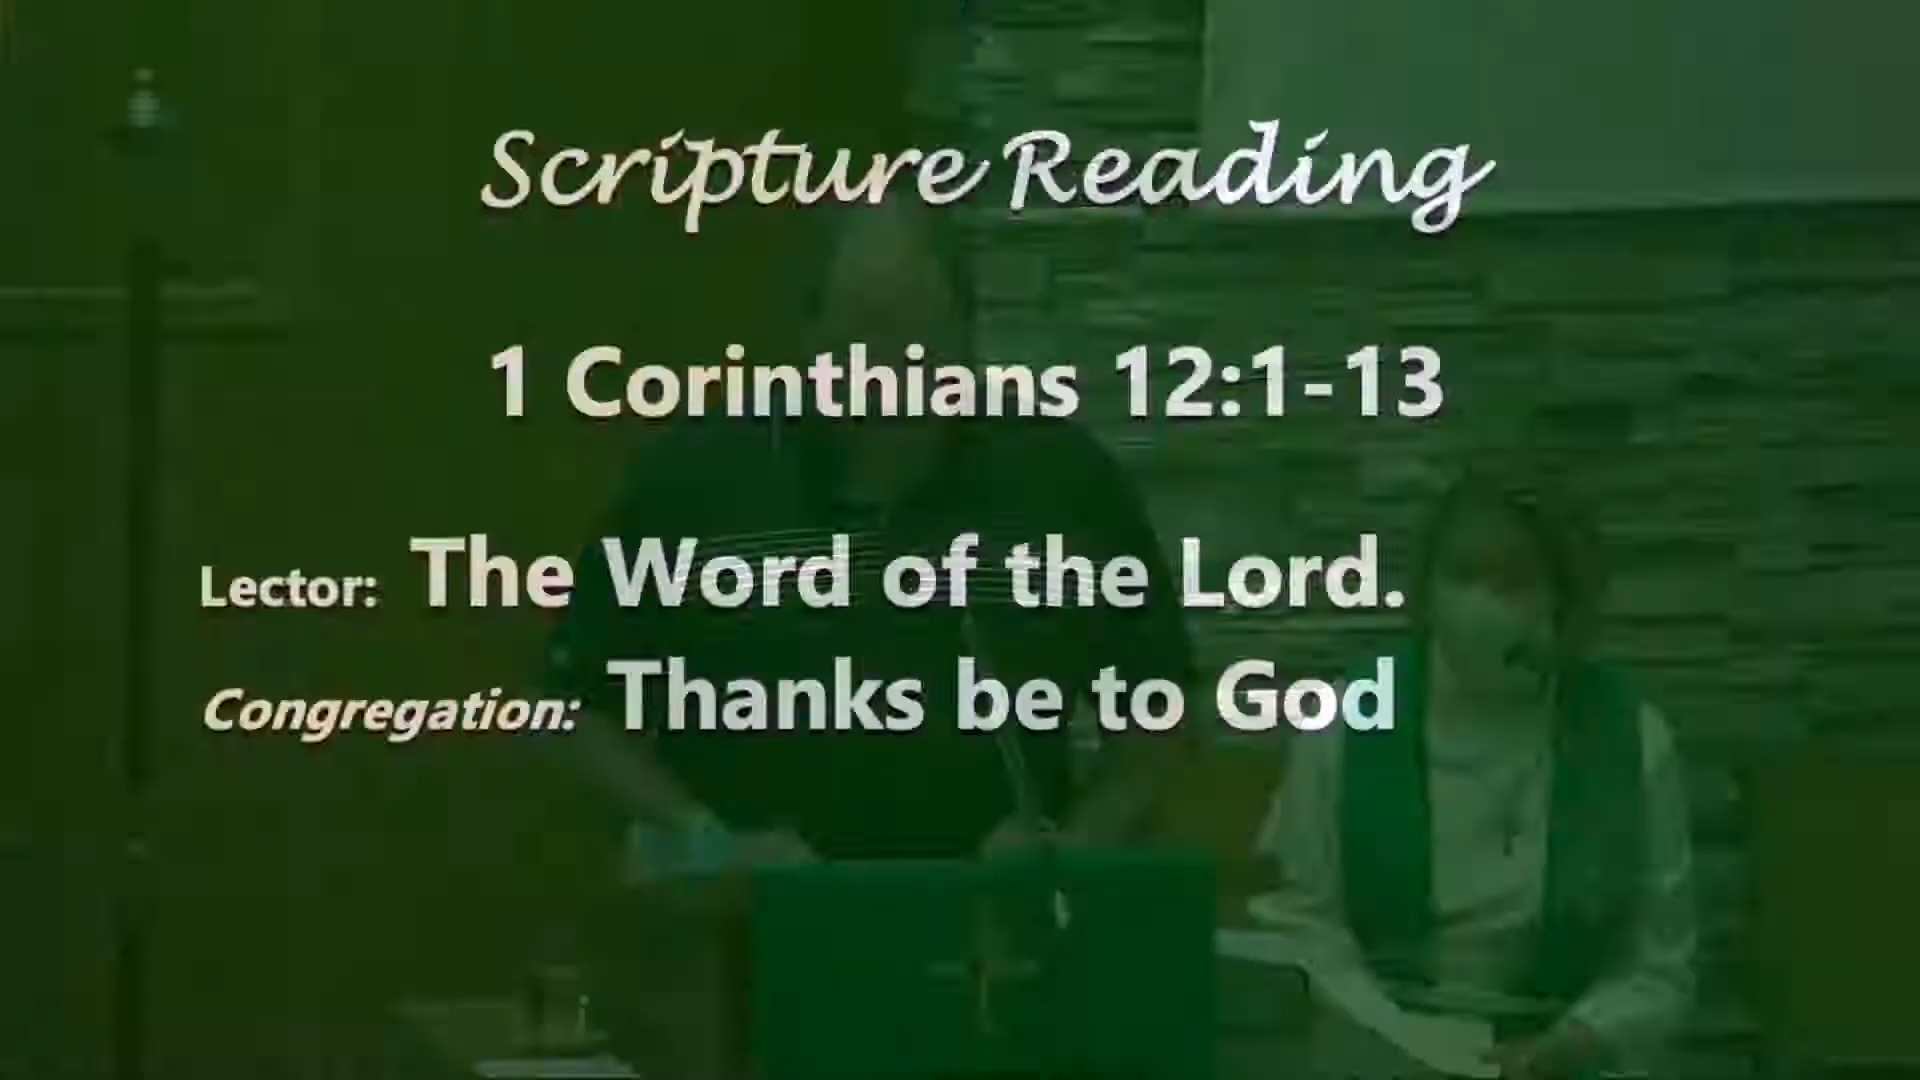 Scripture Reading
1 Corinthians 12:1-13
Lector: The Word of the Lord.
Congregation: Thanks be to God